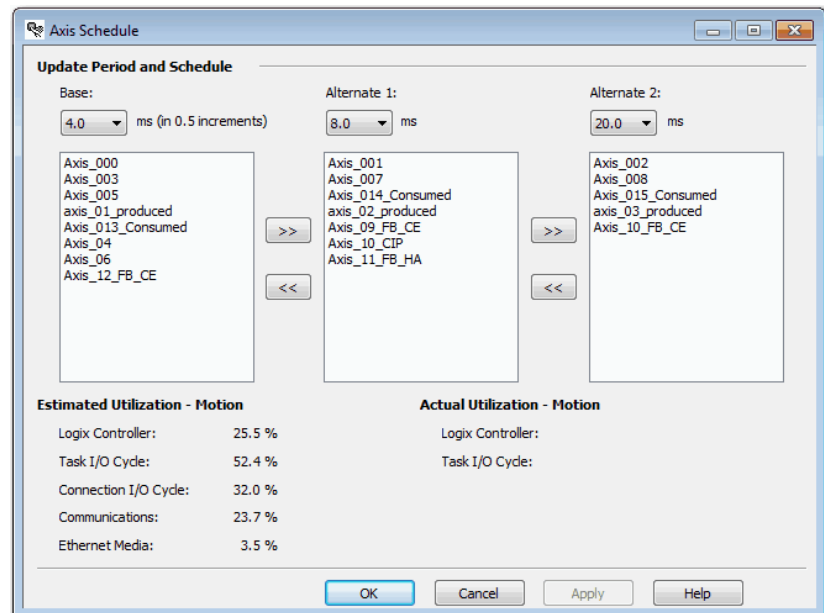 Axis Schedule
Update Period and Schedule
Base: Alternate 1: Alternate 2:
4.0 ms (in 0.5 increments) 8.0 ms 20.0 ms
Axis_000
Axis_003
Axis_005
axis_01_produced
Axis_013_Consumed
Axis_04
Axis_06
Axis_12_FB_CE
>>
<<
Axis_001
Axis_007
Axis_014_Consumed
axis_02_produced
Axis_09_FB_CE
Axis_10_CIP
Axis_11_FB_HA
>>
<<
Axis_002
Axis_008
Axis_015_Consumed
axis_03_produced
Axis_10_FB_CE
Estimated Utilization - Motion
Logix Controller: 25.5 %
Task I/O Cycle: 52.4 %
Connection I/O Cycle: 32.0 %
Communications: 23.7 %
Ethernet Media: 3.5 %
Actual Utilization - Motion
Logix Controller:
Task I/O Cycle:
OK Cancel Apply Help